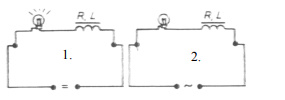 R, L
R, L
1.
2.
=
~